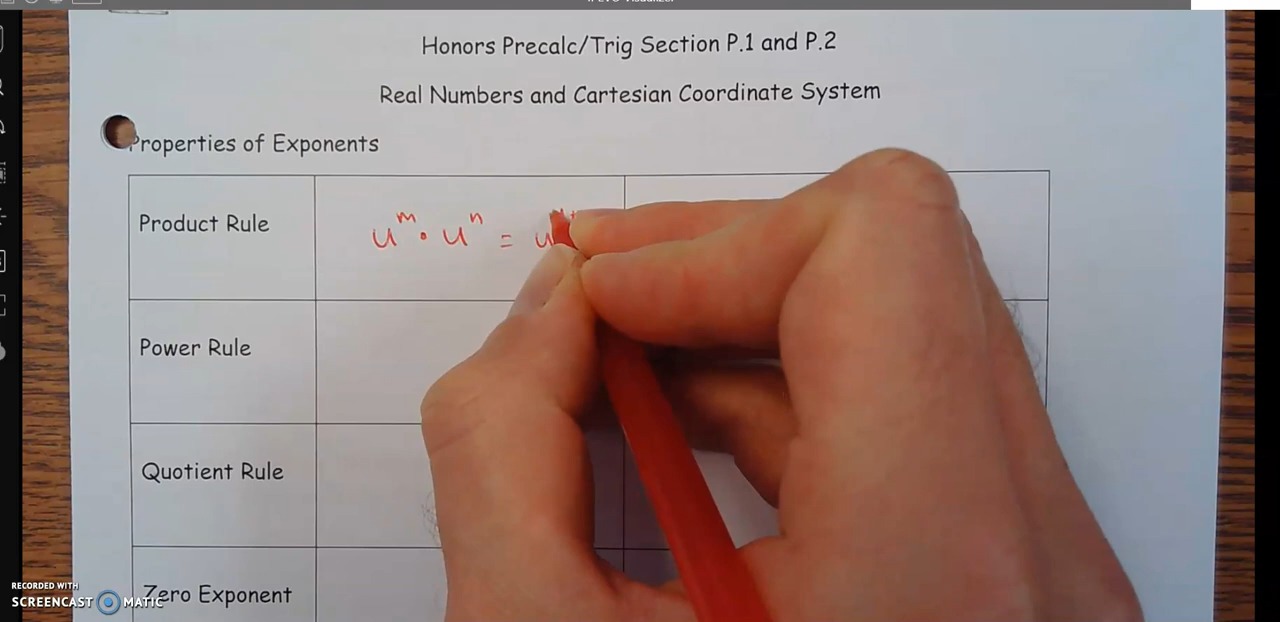 Honors Precalc/Trig Section P.1 and P.2
Real Numbers and Cartesian Coordinate System
Properties of Exponents
Product Rule
u^m · u^n = u
Power Rule
Quotient Rule
Zero Exponent
RECORDED WITH
SCREENCAST MATIC